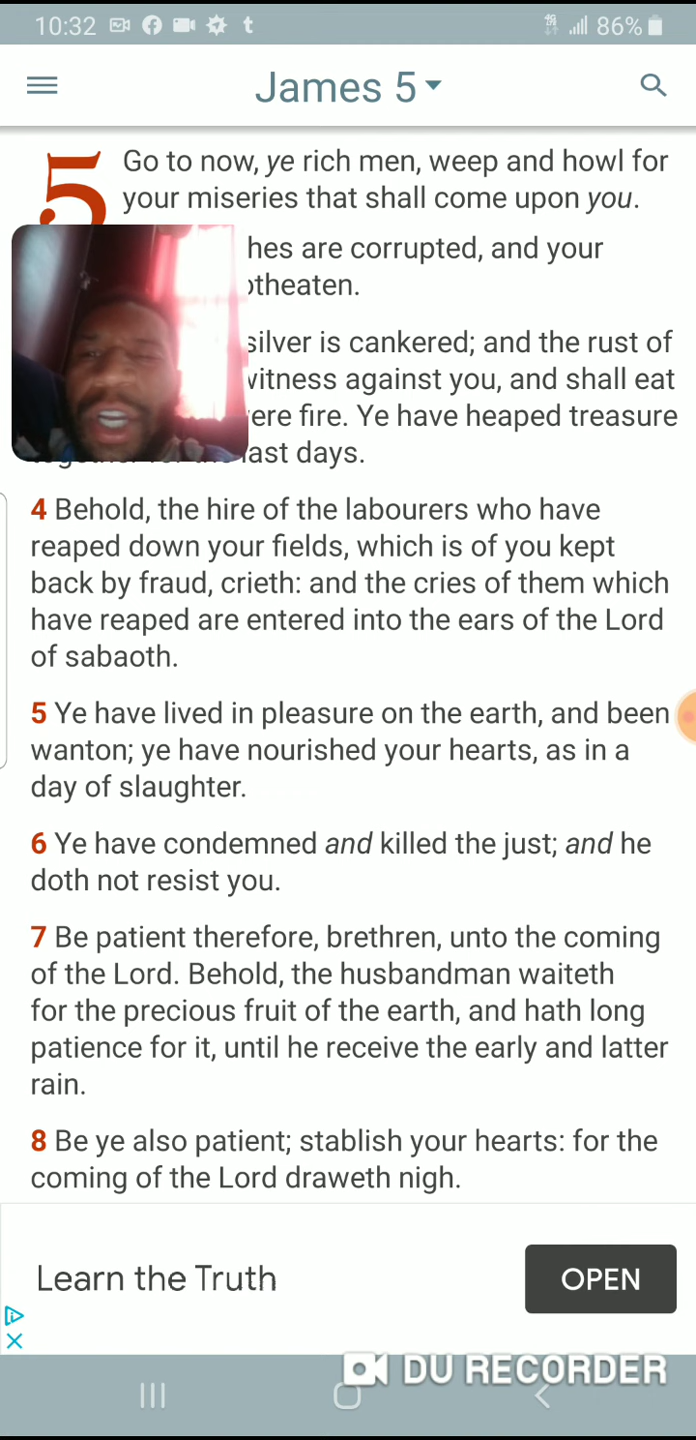 10:32
t
4G
86%
James 5
5 Go to now, ye rich men, weep and howl for
your miseries that shall come upon you.
hes are corrupted, and your
otheaten.
silver is cankered; and the rust of
witness against you, and shall eat
ere fire. Ye have heaped treasure
last days.
4 Behold, the hire of the labourers who have
reaped down your fields, which is of you kept
back by fraud, crieth: and the cries of them which
have reaped are entered into the ears of the Lord
of sabaoth.
5 Ye have lived in pleasure on the earth, and been
wanton; ye have nourished your hearts, as in a
day of slaughter.
6 Ye have condemned and killed the just; and he
doth not resist you.
7 Be patient therefore, brethren, unto the coming
of the Lord. Behold, the husbandman waiteth
for the precious fruit of the earth, and hath long
patience for it, until he receive the early and latter
rain.
8 Be ye also patient; stablish your hearts: for the
coming of the Lord draweth nigh.
Learn the Truth
OPEN
DU RECORDER